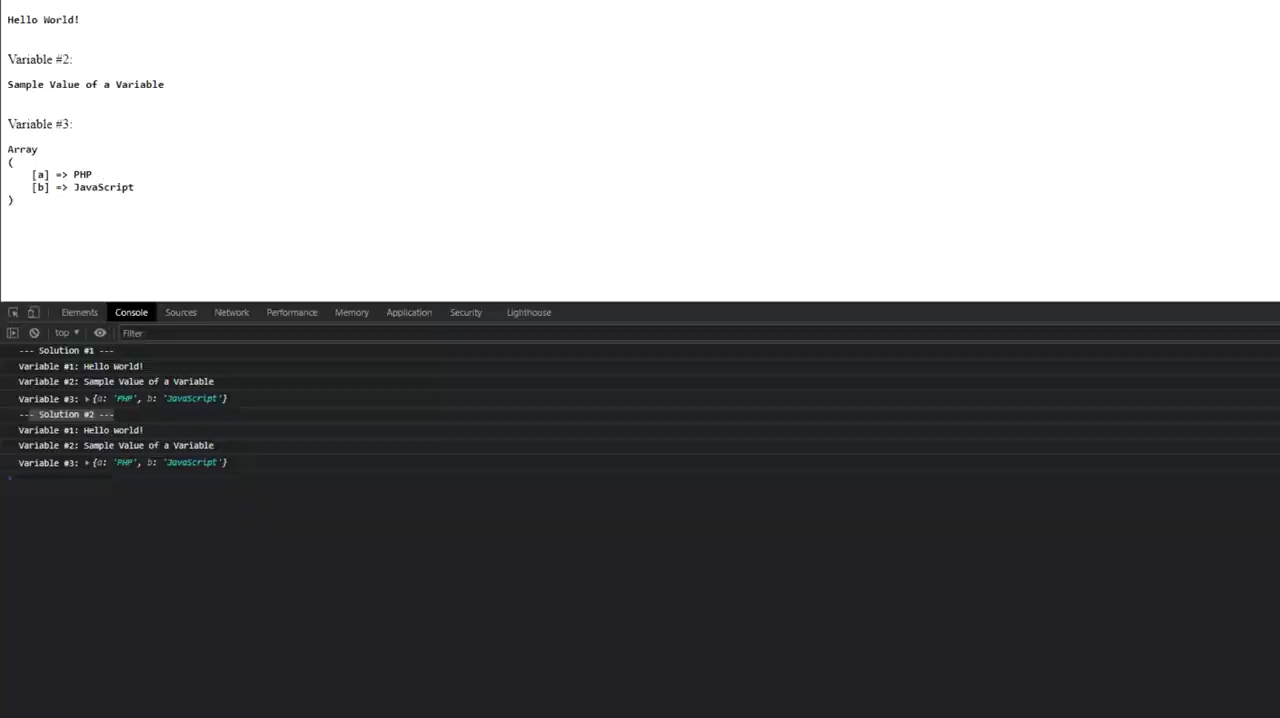 Hello World!
Variable #2:
Sample Value of a Variable
Variable #3:
Array
(
[a] => PHP
[b] => JavaScript
)
Elements Console Sources Network Performance Memory Application Security Lighthouse
top Filter
--- Solution #1 ---
Variable #1: Hello World!
Variable #2: Sample Value of a Variable
Variable #3: {a: 'PHP', b: 'JavaScript'}
--- Solution #2 ---
Variable #1: Hello World!
Variable #2: Sample Value of a Variable
Variable #3: {a: 'PHP', b: 'JavaScript'}